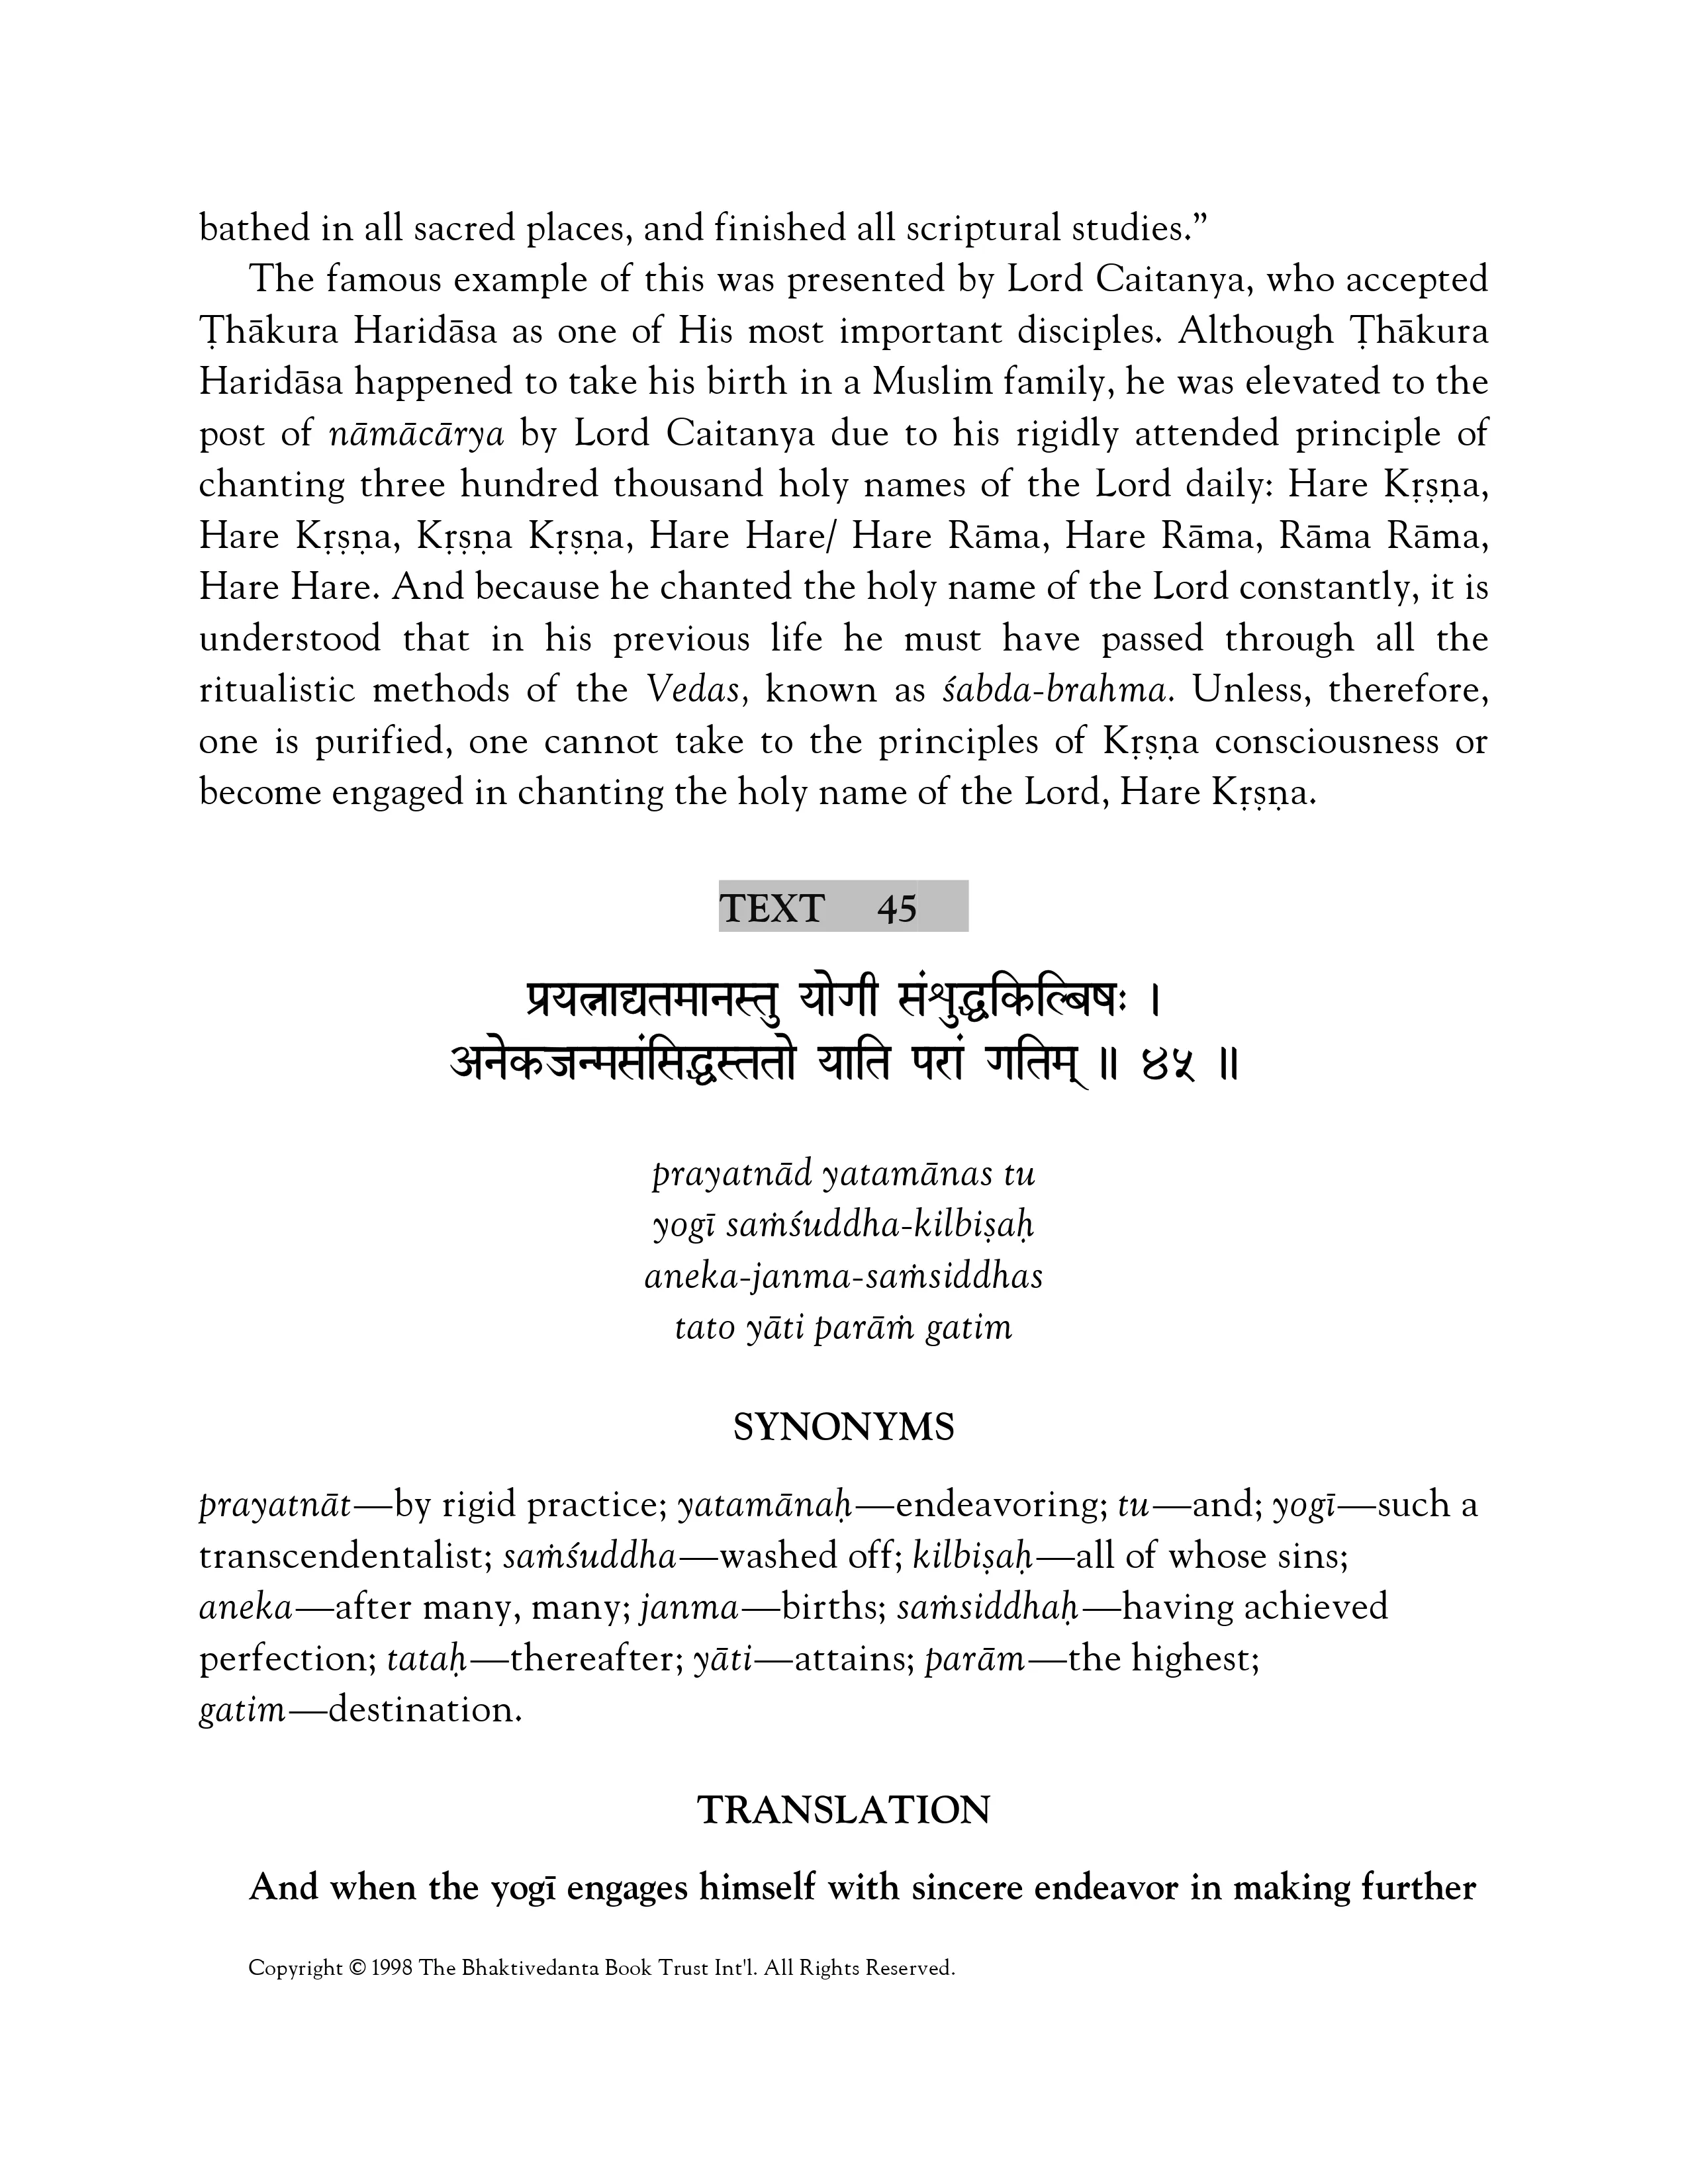 bathed in all sacred places, and finished all scriptural studies.”
The famous example of this was presented by Lord Caitanya, who accepted
Ṭhākura Haridāsa as one of His most important disciples. Although Ṭhākura
Haridāsa happened to take his birth in a Muslim family, he was elevated to the
post of nāmācārya by Lord Caitanya due to his rigidly attended principle of
chanting three hundred thousand holy names of the Lord daily: Hare Kṛṣṇa,
Hare Kṛṣṇa, Kṛṣṇa Kṛṣṇa, Hare Hare/ Hare Rāma, Hare Rāma, Rāma Rāma,
Hare Hare. And because he chanted the holy name of the Lord constantly, it is
understood that in his previous life he must have passed through all the
ritualistic methods of the Vedas, known as śabda-brahma. Unless, therefore,
one is purified, one cannot take to the principles of Kṛṣṇa consciousness or
become engaged in chanting the holy name of the Lord, Hare Kṛṣṇa.
TEXT 45
प्रयत्नाद्यतमानस्तु योगी संश्रुद्धकिल्बिषः ।
अनेकजन्मसंसिद्धस्ततो याति परां गतिम् ॥ ४५ ॥
prayatnād yatamānas tu
yogī saṁśuddha-kilbiṣaḥ
aneka-janma-saṁsiddhas
tato yāti parāṁ gatim
SYNONYMS
prayatnāt—by rigid practice; yatamānaḥ—endeavoring; tu—and; yogī—such a
transcendentalist; saṁśuddha—washed off; kilbiṣaḥ—all of whose sins;
aneka—after many, many; janma—births; saṁsiddhaḥ—having achieved
perfection; tataḥ—thereafter; yāti—attains; parām—the highest;
gatim—destination.
TRANSLATION
And when the yogī engages himself with sincere endeavor in making further
Copyright © 1998 The Bhaktivedanta Book Trust Int'l. All Rights Reserved.